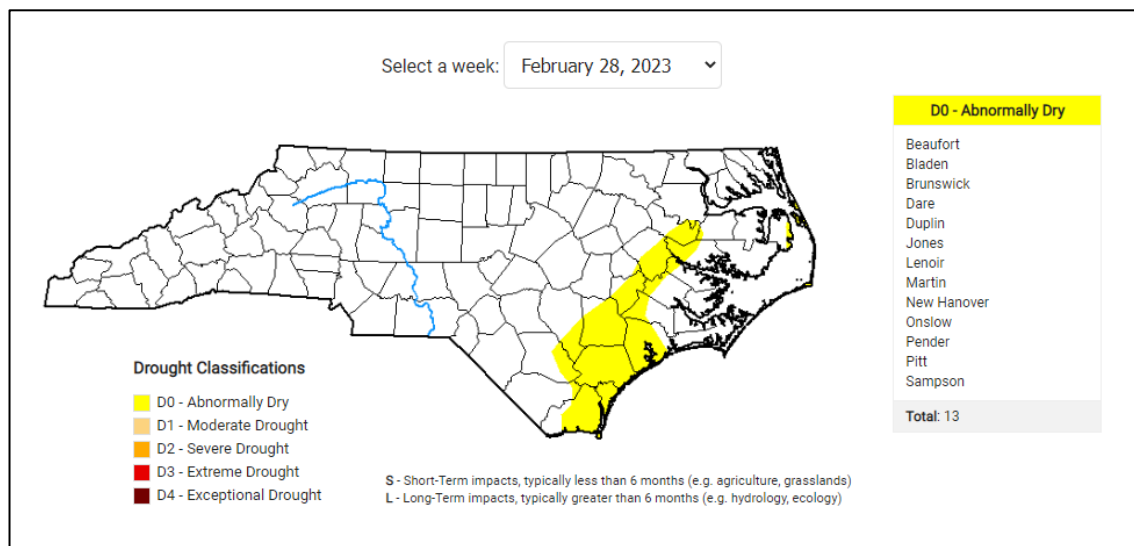 Select a week: February 28, 2023
D0 - Abnormally Dry
Beaufort
Bladen
Brunswick
Dare
Duplin
Jones
Lenoir
Martin
New Hanover
Onslow
Pender
Pitt
Sampson
Total: 13
Drought Classifications
D0 - Abnormally Dry
D1 - Moderate Drought
D2 - Severe Drought
D3 - Extreme Drought
D4 - Exceptional Drought
S - Short-Term impacts, typically less than 6 months (e.g. agriculture, grasslands)
L - Long-Term impacts, typically greater than 6 months (e.g. hydrology, ecology)